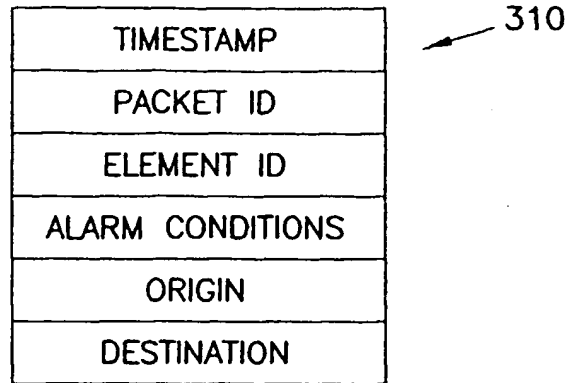 310
TIMESTAMP
PACKET ID
ELEMENT ID
ALARM CONDITIONS
ORIGIN
DESTINATION